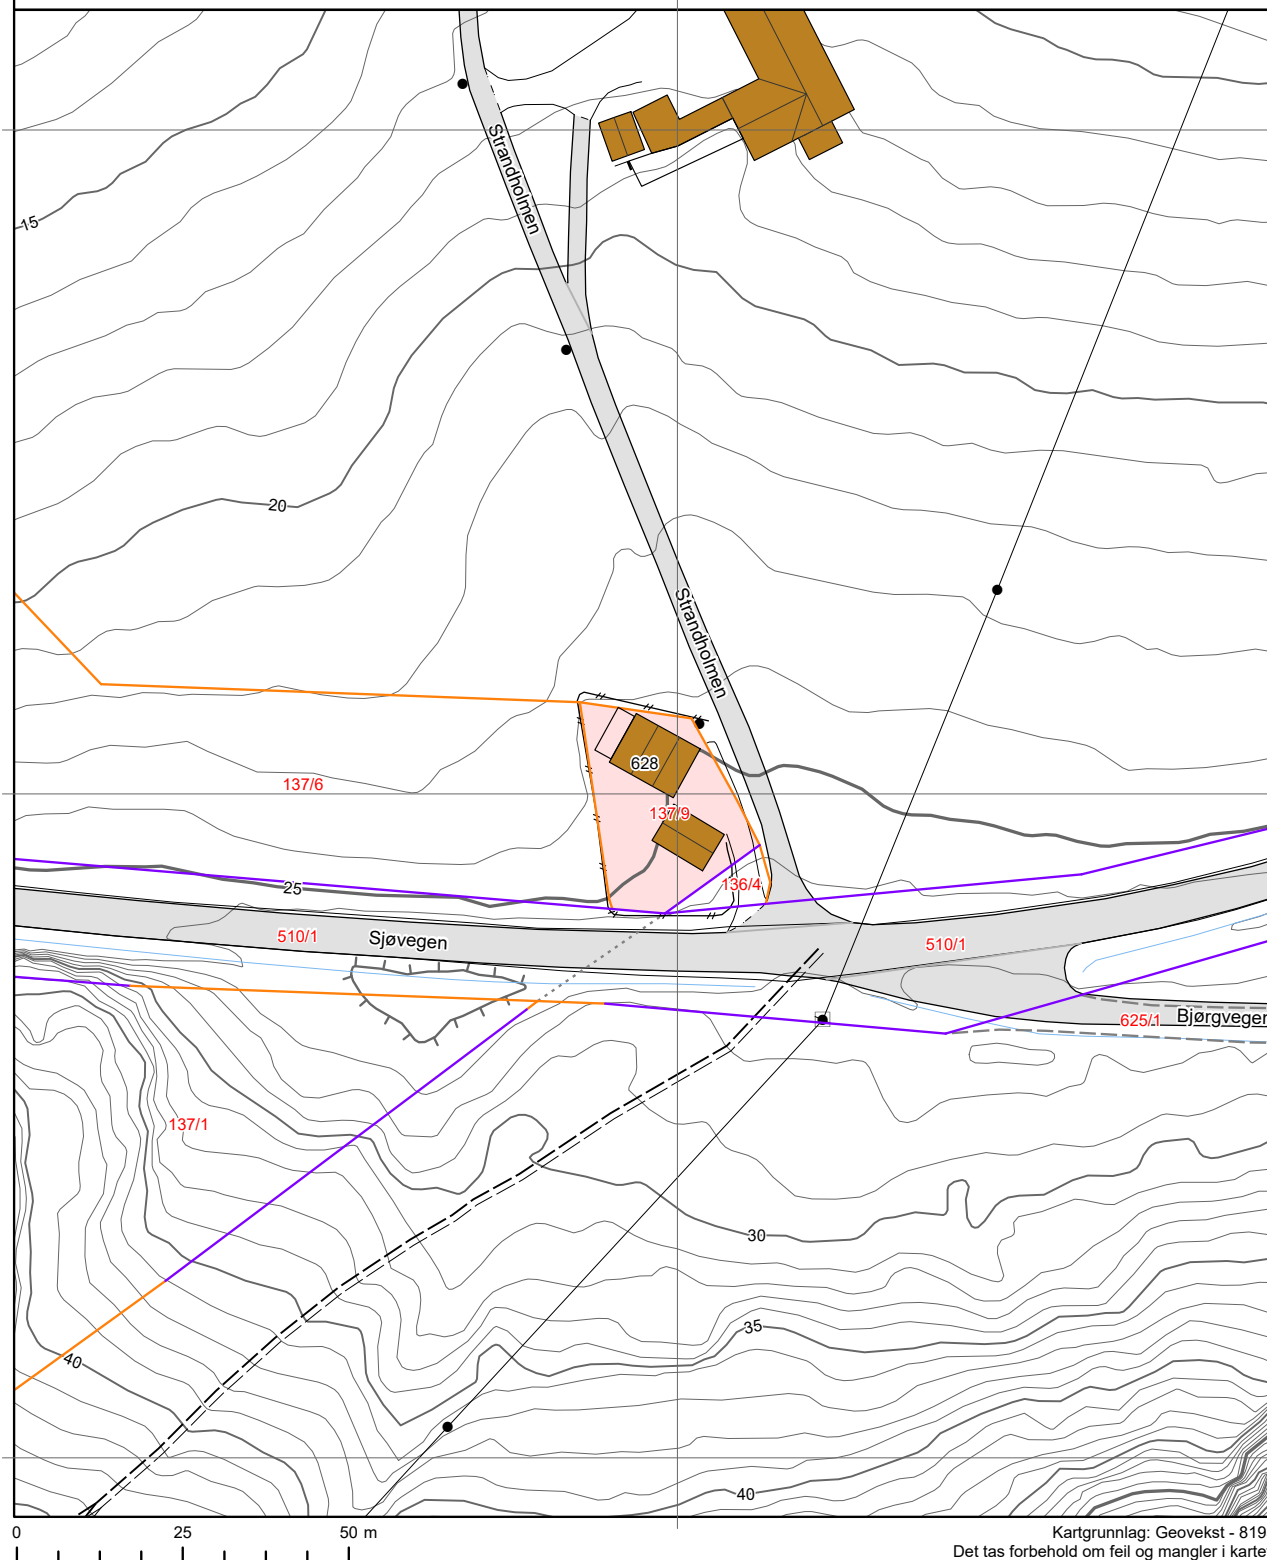 Strandholmen
15
20
Strandholmen
628
137/6
137/9
25
136/4
510/1
Sjøvegen
510/1
625/1
Bjørgvegen
137/1
30
35
40
40
0
25
50 m
Kartgrunnlag: Geovekst - 819
Det tas forbehold om feil og mangler i kartet